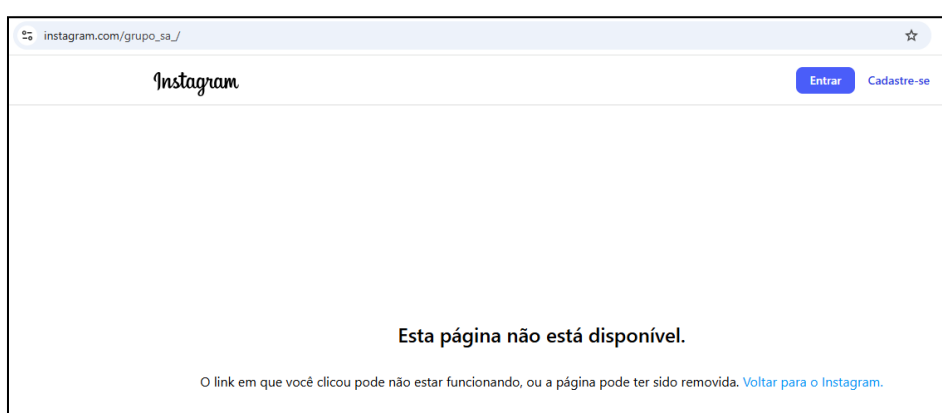 instagram.com/grupo_sa_/
Instagram
Entrar
Cadastre-se
Esta página não está disponível.
O link em que você clicou pode não estar funcionando, ou a página pode ter sido removida. Voltar para o Instagram.